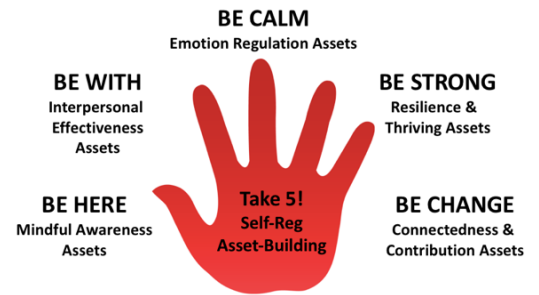 BE CALM
Emotion Regulation Assets
BE WITH
Interpersonal
Effectiveness
Assets
BE STRONG
Resilience &
Thriving Assets
BE HERE
Mindful Awareness
Assets
Take 5!
Self-Reg
Asset-Building
BE CHANGE
Connectedness &
Contribution Assets